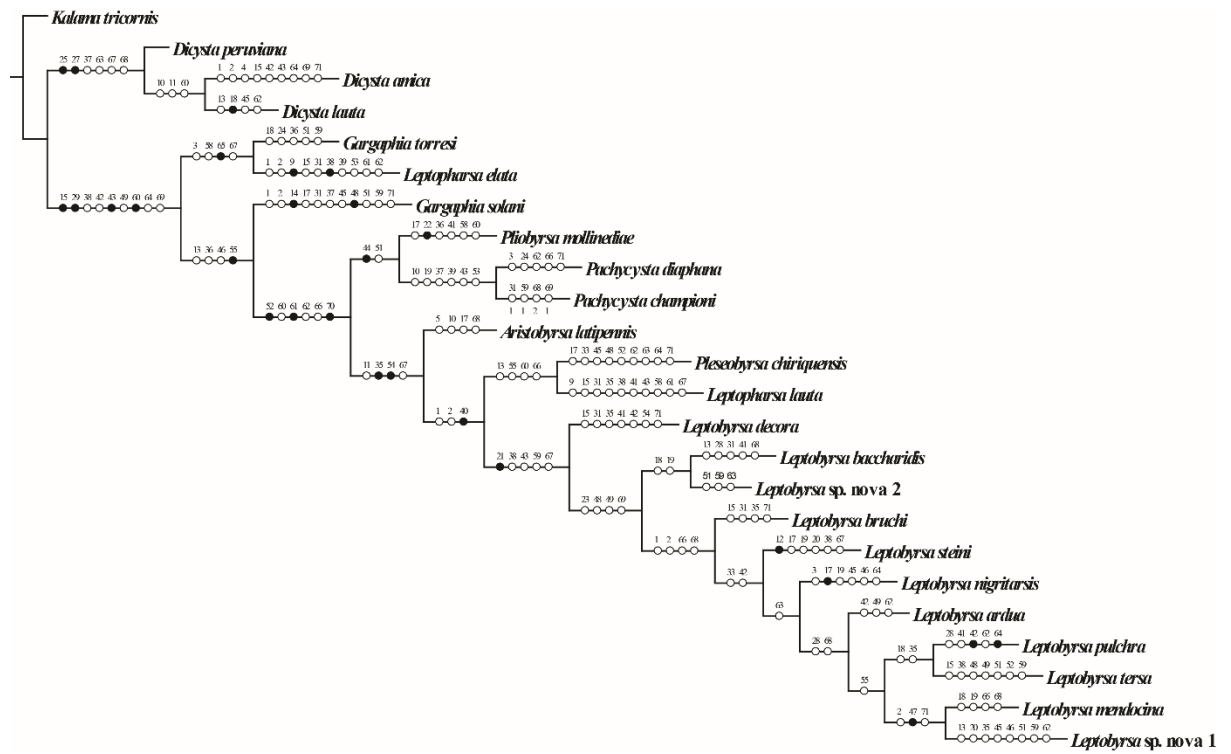 Kalama tricornis
Dicysta peruviana
25 27 37 63 67 68
1 2 4 15 42 43 64 69 71
Dicysta amica
10 11 60
13 18 45 62
Dicysta lauta
18 24 36 51 59
Gargaphia torresi
3 58 65 67
1 2 9 15 31 38 39 53 61 62
Leptopharsa elata
15 29 38 42 43 49 60 64 69
1 2 14 17 31 37 45 48 51 59 71
Gargaphia solani
17 22 36 41 58 60
Pliobyrsa mollinediae
13 36 46 55
44 51
3 24 62 66 71
Pachycysta diaphana
10 19 37 39 43 53
31 59 68 69
Pachycysta championi
1 1 2 1
52 60 61 62 66 70
5 10 17 68
Aristobyrsa latipennis
17 33 45 48 52 62 63 64 71
Pleseobyrsa chiriquensis
11 35 54 67
13 55 60 66
9 15 31 35 38 41 43 58 61 67
Leptopharsa lauta
1 2 40
15 31 35 41 42 54 71
Leptobyrsa decora
21 38 43 59 67
13 28 31 41 68
Leptobyrsa baccharidis
18 19
51 59 63
Leptobyrsa sp. nova 2
23 48 49 69
15 31 35 71
Leptobyrsa bruchi
1 2 66 68
12 17 19 20 38 67
Leptobyrsa steini
33 42
3 17 19 45 46 64
Leptobyrsa nigritarsis
63
42 49 62
Leptobyrsa ardua
28 68
28 41 42 62 64
Leptobyrsa pulchra
18 35
15 38 48 49 51 52 59
Leptobyrsa tersa
55
18 19 66 68
Leptobyrsa mendocina
2 47 71
13 20 35 45 46 51 59 62
Leptobyrsa sp. nova 1